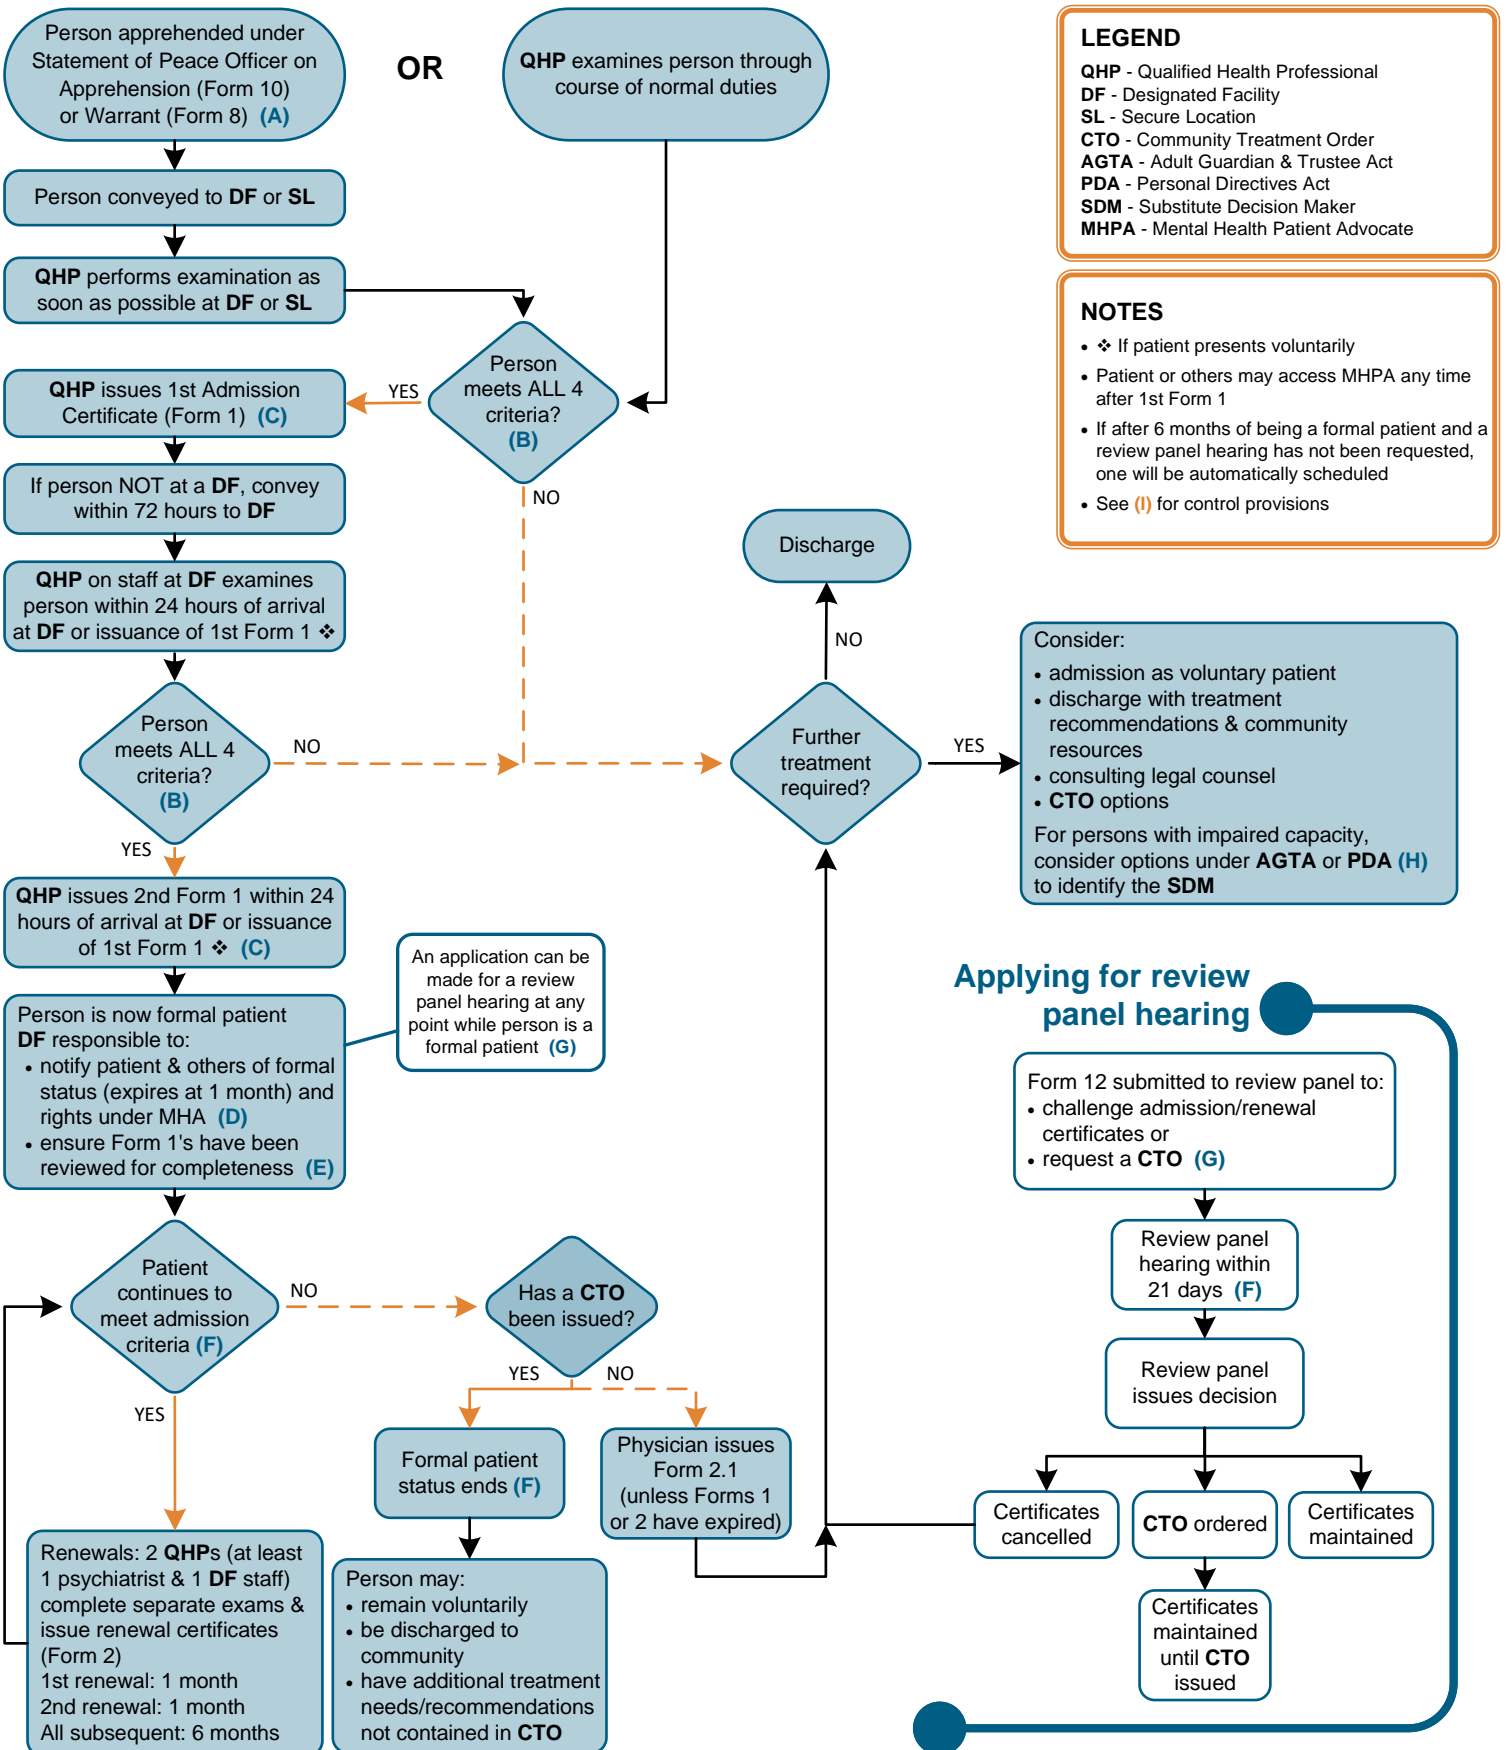 Person apprehended under
Statement of Peace Officer on
Apprehension (Form 10)
or Warrant (Form 8) (A)
OR
QHP examines person through
course of normal duties
LEGEND
QHP - Qualified Health Professional
DF - Designated Facility
SL - Secure Location
CTO - Community Treatment Order
AGTA - Adult Guardian & Trustee Act
PDA - Personal Directives Act
SDM - Substitute Decision Maker
MHPA - Mental Health Patient Advocate
Person conveyed to DF or SL
QHP performs examination as
soon as possible at DF or SL
NOTES
• ❖ If patient presents voluntarily
• Patient or others may access MHPA any time
after 1st Form 1
• If after 6 months of being a formal patient and a
review panel hearing has not been requested,
one will be automatically scheduled
• See (I) for control provisions
Person
meets ALL 4
criteria?
(B)
YES
NO
QHP issues 1st Admission
Certificate (Form 1) (C)
If person NOT at a DF, convey
within 72 hours to DF
QHP on staff at DF examines
person within 24 hours of arrival
at DF or issuance of 1st Form 1 ❖
Discharge
NO
Person
meets ALL 4
criteria?
(B)
NO
YES
Further
treatment
required?
YES
Consider:
• admission as voluntary patient
• discharge with treatment
recommendations & community
resources
• consulting legal counsel
• CTO options
For persons with impaired capacity,
consider options under AGTA or PDA (H)
to identify the SDM
QHP issues 2nd Form 1 within 24
hours of arrival at DF or issuance
of 1st Form 1 ❖ (C)
An application can be
made for a review
panel hearing at any
point while person is a
formal patient (G)
Person is now formal patient
DF responsible to:
• notify patient & others of formal
status (expires at 1 month) and
rights under MHA (D)
• ensure Form 1's have been
reviewed for completeness (E)
Applying for review
panel hearing
Form 12 submitted to review panel to:
• challenge admission/renewal
certificates or
• request a CTO (G)
Review panel
hearing within
21 days (F)
Review panel
issues decision
Certificates
cancelled
CTO ordered
Certificates
maintained
Certificates
maintained
until CTO
issued
Patient
continues to
meet admission
criteria (F)
NO
YES
Has a CTO
been issued?
YES
NO
Formal patient
status ends (F)
Physician issues
Form 2.1
(unless Forms 1
or 2 have expired)
Renewals: 2 QHPs (at least
1 psychiatrist & 1 DF staff)
complete separate exams &
issue renewal certificates
(Form 2)
1st renewal: 1 month
2nd renewal: 1 month
All subsequent: 6 months
Person may:
• remain voluntarily
• be discharged to
community
• have additional treatment
needs/recommendations
not contained in CTO